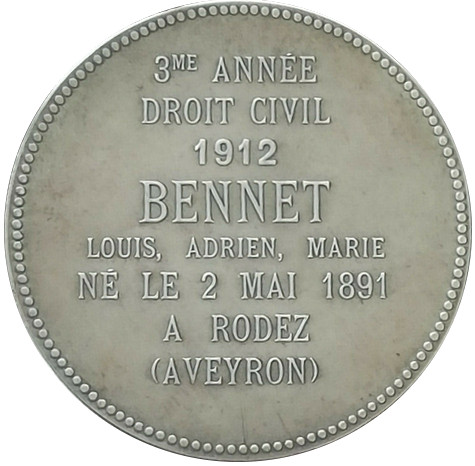 3ME ANNÉE
DROIT CIVIL
1912
BENNET
LOUIS, ADRIEN, MARIE
NÉ LE 2 MAI 1891
A RODEZ
(AVEYRON)